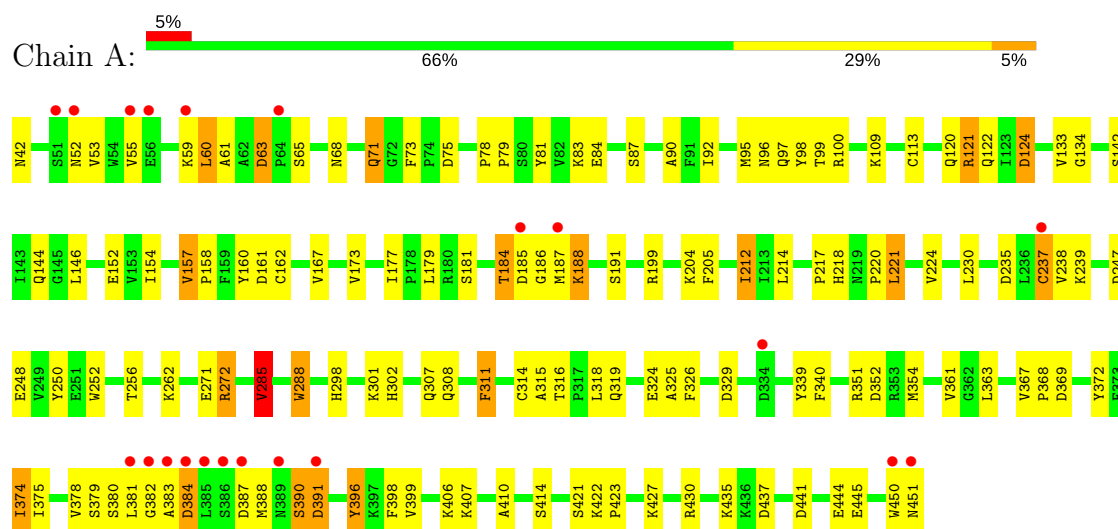 5%
Chain A:
66% 29% 5%
N42 S51 N52 V53 W54 V55 E56 K59 L60 A61 A62 D63 P64 S65 N68 Q71 V72 F73 P74 D75 P78 P79 S80 Y81 V82 K83 E84 S87 A90 F91 I92 M95 N96 Q97 Y98 T99 R100 K109 C113 Q120 R121 Q122 I123 D124 V133 G134 S142
I143 Q144 G145 L146 E152 V153 I154 V157 P158 F159 Y160 D161 C162 V167 V173 I177 P178 L179 R180 S181 T184 D185 G186 M187 K188 S191 R199 K204 F205 I212 I213 L214 P217 H218 N219 P220 L221 V224 L230 D235 L236 C237 V238 K239
E248 V249 Y250 E251 W252 T256 K262 E271 R272 V285 W288 H298 K301 H302 Q307 Q308 F311 C314 A315 T316 P317 L318 Q319 E324 A325 F326 D329 D334 Y339 F340 R351 D352 R353 M354 V361 G362 L363 V367 P368 D369 Y372
I374 I375 V378 S379 S380 L381 G382 A383 D384 L385 S386 D387 M388 N389 S390 D391 Y396 K397 F398 V399 K406 K407 A410 S414 S421 K422 P423 K427 R430 K435 K436 D437 D441 E444 E445 W450 N451